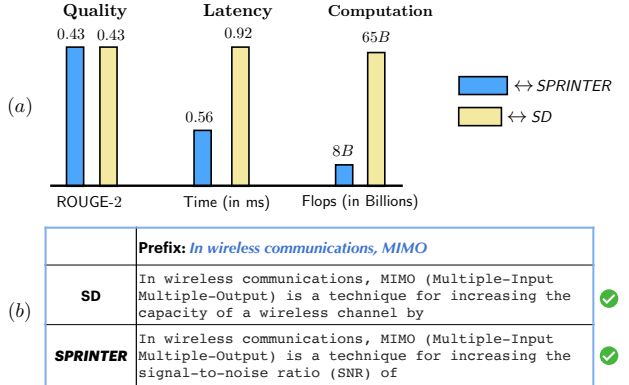 Quality Latency Computation
0.43 0.43 0.92 65B
0.56
8B
↔ SPRINTER
↔ SD
(a)
ROUGE-2 Time (in ms) Flops (in Billions)
Prefix: In wireless communications, MIMO
SD
In wireless communications, MIMO (Multiple-Input
Multiple-Output) is a technique for increasing the
capacity of a wireless channel by
(b)
SPRINTER
In wireless communications, MIMO (Multiple-Input
Multiple-Output) is a technique for increasing the
signal-to-noise ratio (SNR) of